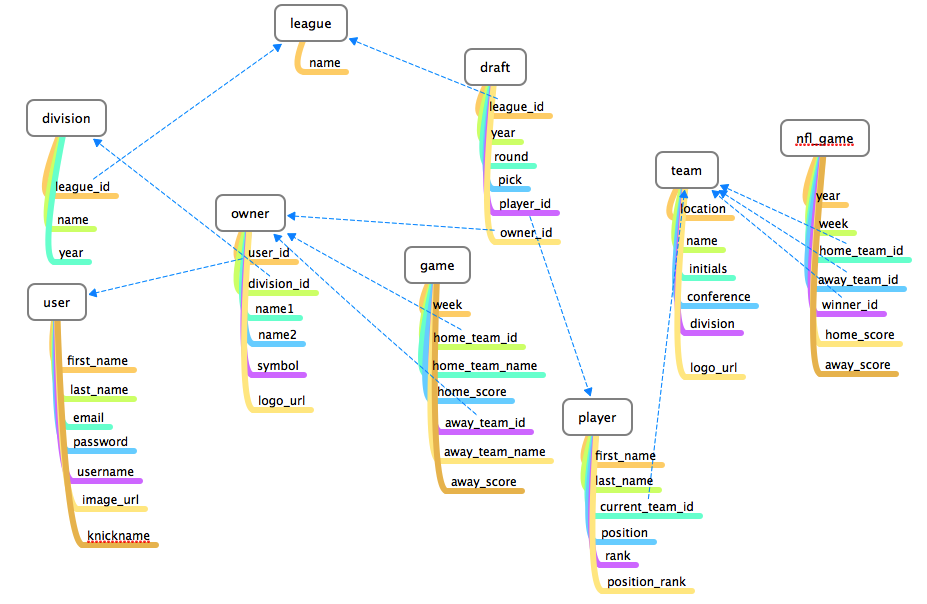 league
name
draft
league_id
year
round
pick
player_id
owner_id
division
league_id
name
year
nfl_game
year
week
home_team_id
away_team_id
winner_id
home_score
away_score
team
location
name
initials
conference
division
logo_url
owner
user_id
division_id
name1
name2
symbol
logo_url
game
week
home_team_id
home_team_name
home_score
away_team_id
away_team_name
away_score
user
first_name
last_name
email
password
username
image_url
knickname
player
first_name
last_name
current_team_id
position
rank
position_rank